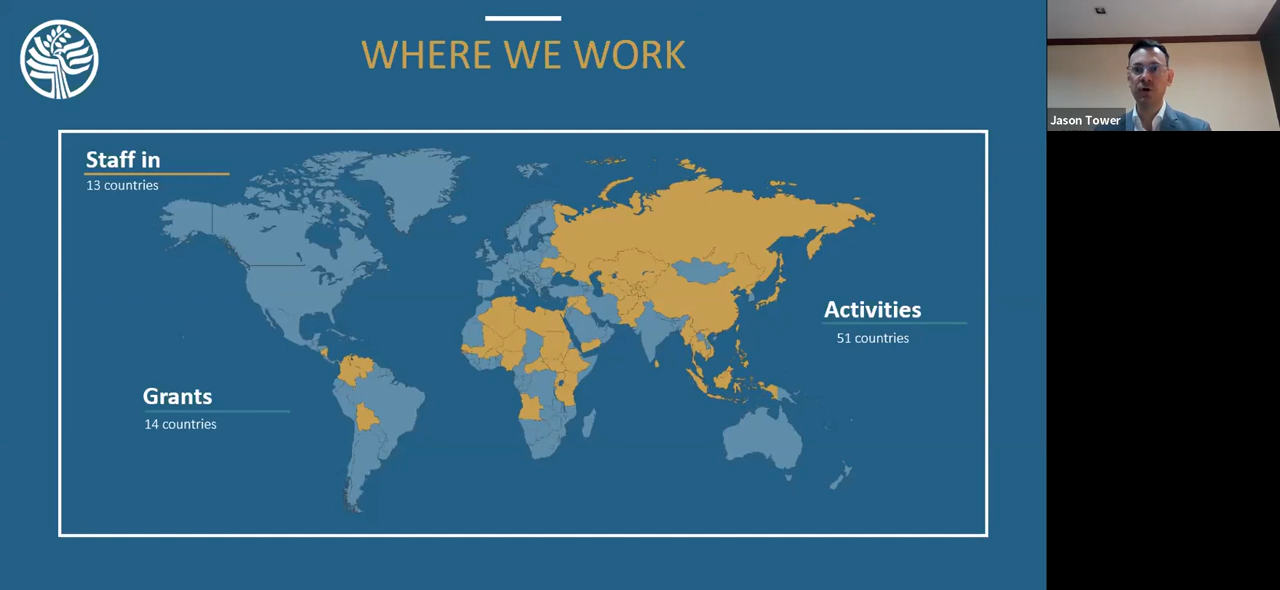 WHERE WE WORK
Jason Tower
Staff in
13 countries
Activities
51 countries
Grants
14 countries